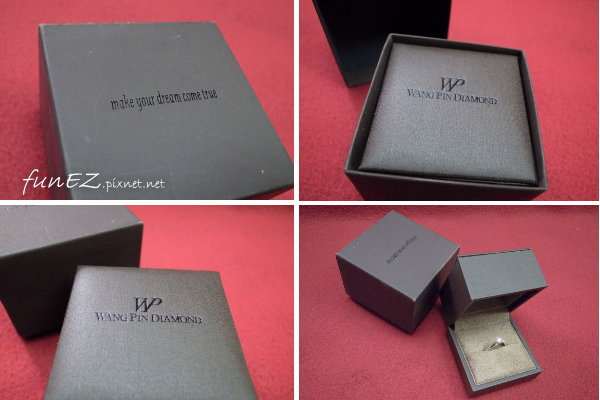 make your dream come true
funEZ.pixnet.net
WP
WANG PIN DIAMOND
WP
WANG PIN DIAMOND